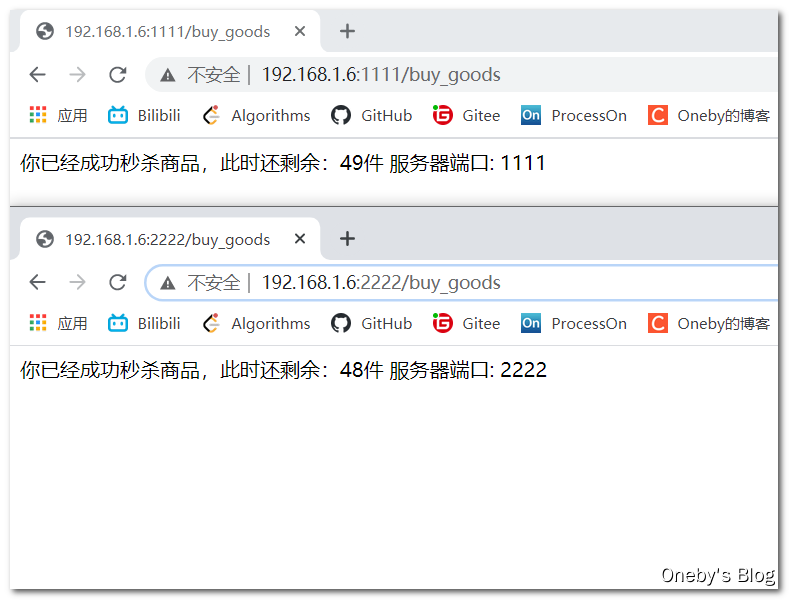 192.168.1.6:1111/buy_goods
不安全 | 192.168.1.6:1111/buy_goods
应用 Bilibili Algorithms GitHub Gitee On ProcessOn C Oneby的博客
你已经成功秒杀商品，此时还剩余：49件 服务器端口: 1111
192.168.1.6:2222/buy_goods
不安全 | 192.168.1.6:2222/buy_goods
应用 Bilibili Algorithms GitHub Gitee On ProcessOn C Oneby的博客
你已经成功秒杀商品，此时还剩余：48件 服务器端口: 2222
Oneby's Blog